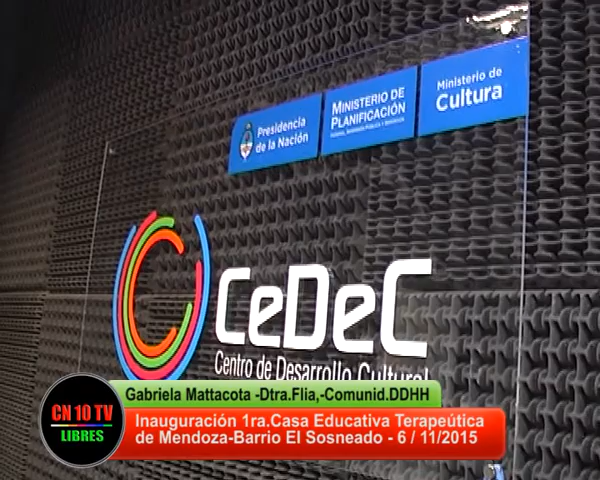 Presidencia
de la Nación
MINISTERIO DE
PLANIFICACIÓN
Ministerio de
Cultura
CeDeC
Centro de Desarrollo Cultural
Gabriela Mattacota -Dtra.Flia,-Comunid.DDHH
CN 10 TV
LIBRES
Inauguración 1ra.Casa Educativa Terapeútica
de Mendoza-Barrio El Sosneado - 6 / 11/2015